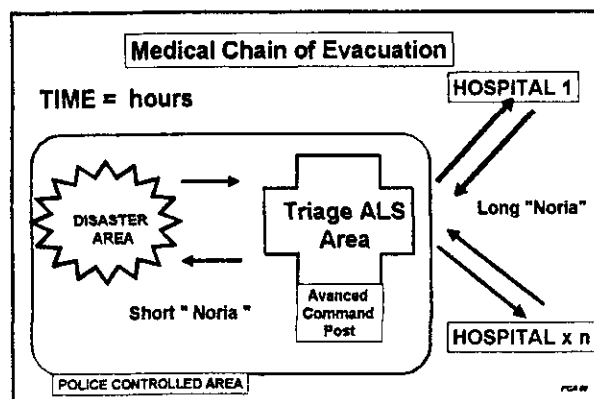 Medical Chain of Evacuation
TIME = hours
HOSPITAL 1
DISASTER
AREA
Triage ALS
Area
Long "Noria"
Short " Noria "
Avanced
Command
Post
HOSPITAL x n
POLICE CONTROLLED AREA